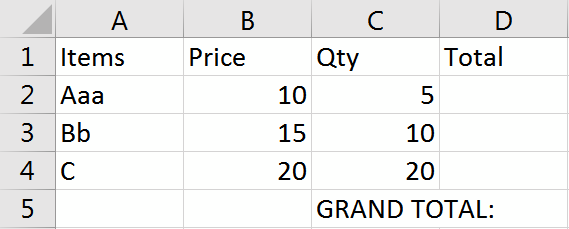 A B C D
1 Items Price Qty Total
2 Aaa 10 5
3 Bb 15 10
4 C 20 20
5 GRAND TOTAL: